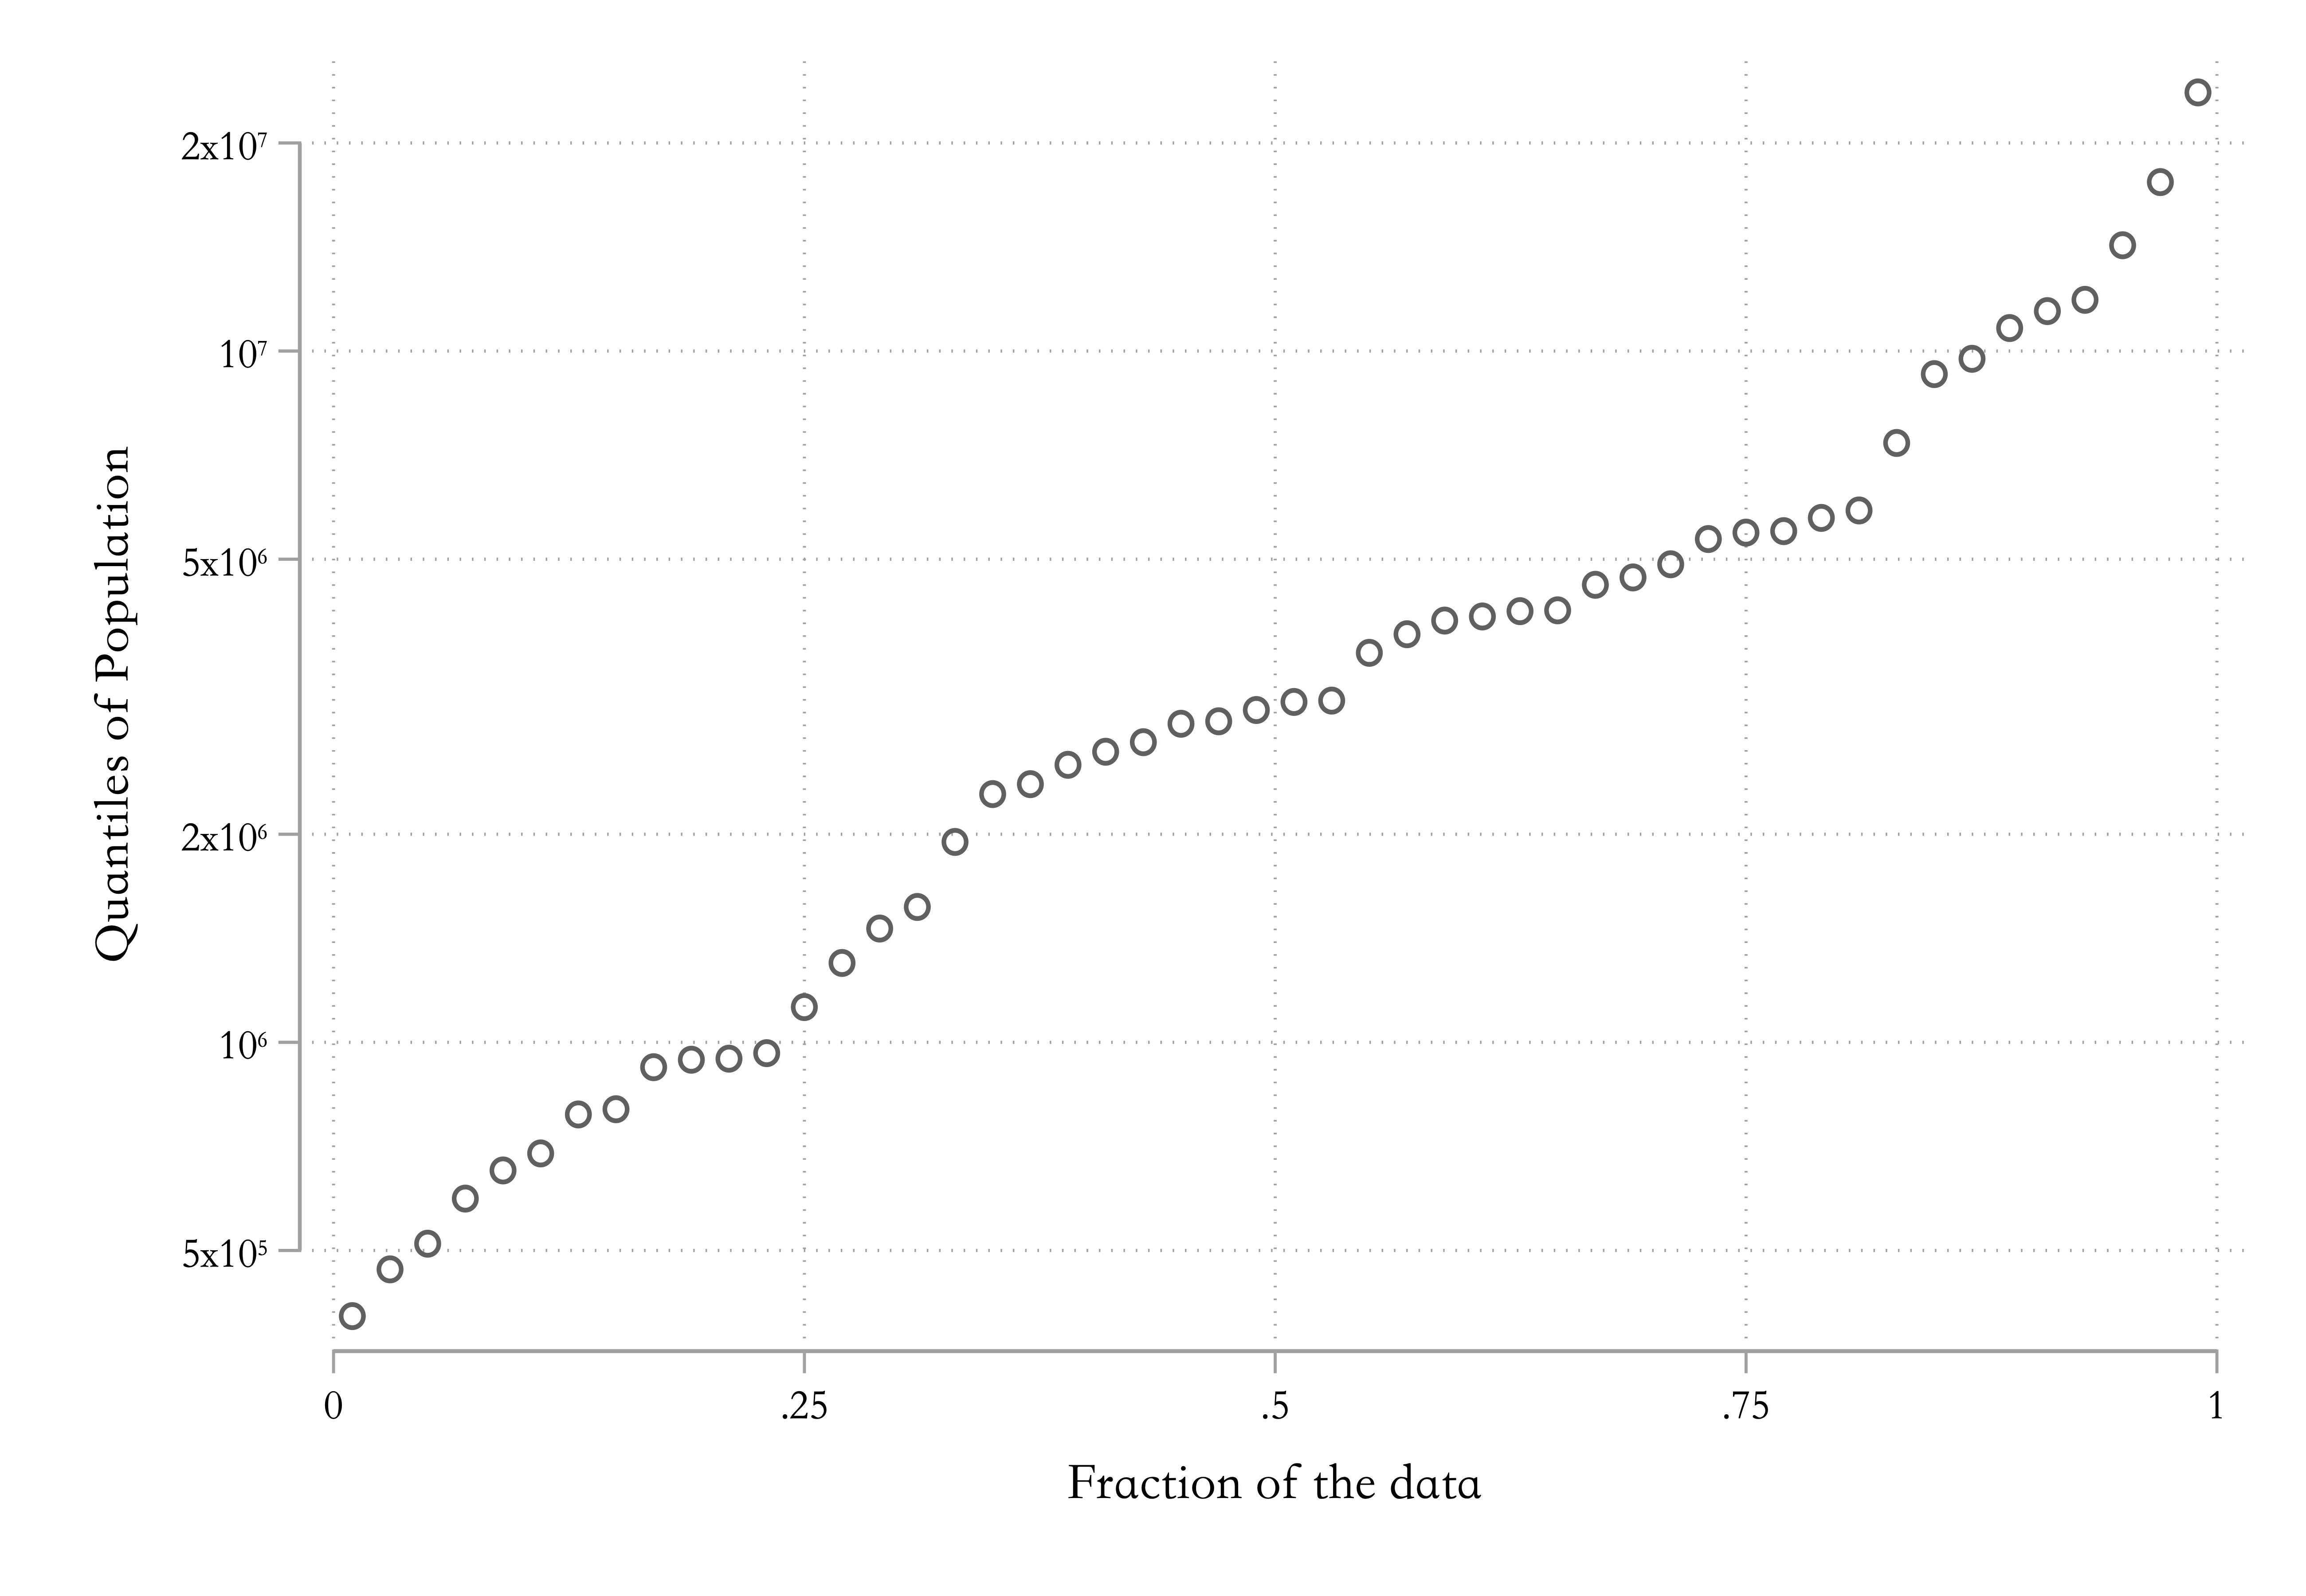 Quantiles of Population
2x10⁷
10⁷
5x10⁶
2x10⁶
10⁶
5x10⁵
0 .25 .5 .75 1
Fraction of the data